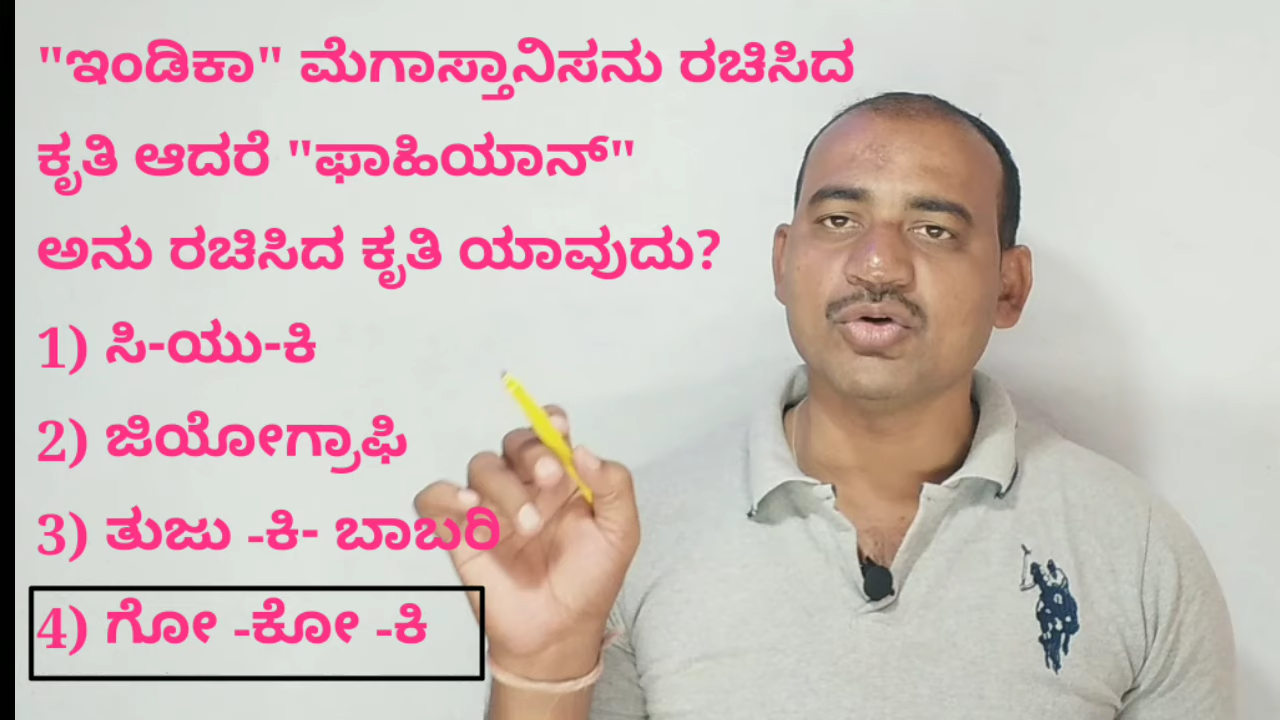 "ಇಂಡಿಕಾ" ಮೆಗಾಸ್ತಾನಿಸನು ರಚಿಸಿದ
ಕೃತಿ ಆದರೆ "ಫಾಹಿಯಾನ್"
ಅನು ರಚಿಸಿದ ಕೃತಿ ಯಾವುದು?
1) ಸಿ-ಯು-ಕಿ
2) ಜಿಯೋಗ್ರಾಫಿ
3) ತುಜು -ಕಿ- ಬಾಬರಿ
4) ಗೋ -ಕೋ -ಕಿ